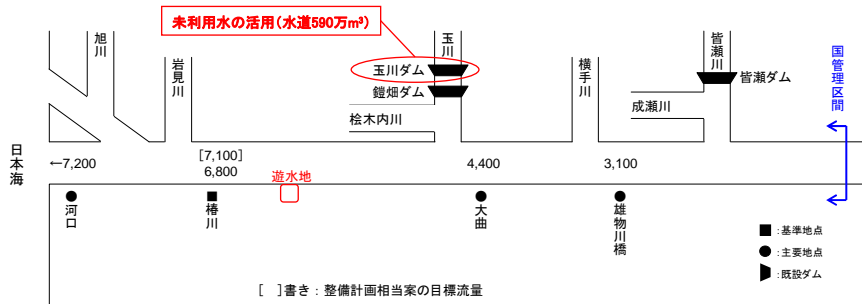 未利用水の活用(水道590万m³)
旭川
岩見川
玉川
横手川
皆瀬川
国管理区間
玉川ダム
鎧畑ダム
皆瀬ダム
桧木内川
成瀬川
日本海
←7,200
[7,100]
6,800
遊水地
4,400
3,100
河口
椿川
大曲
雄物川橋
■ :基準地点
● :主要地点
:既設ダム
[ ]書き:整備計画相当案の目標流量